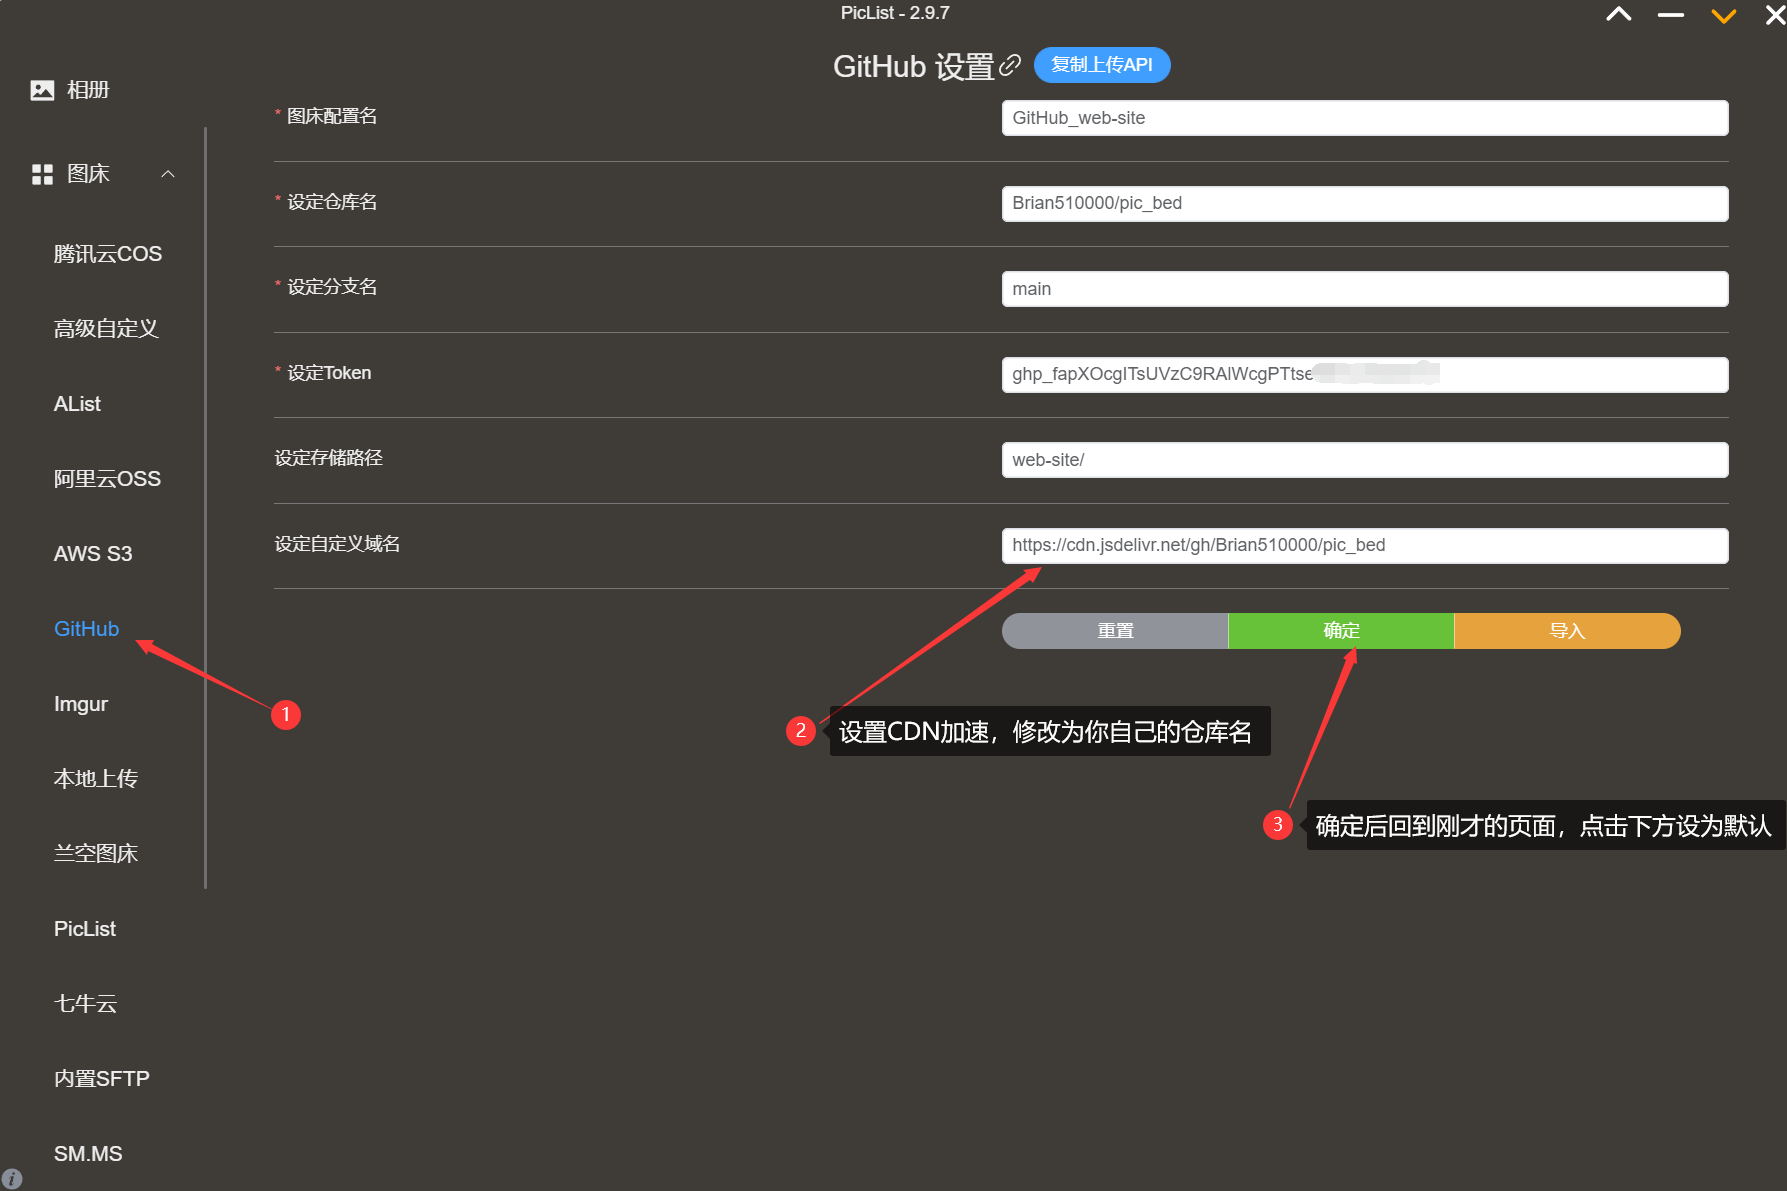 PicList - 2.9.7
GitHub 设置 复制上传API
相册
图床
腾讯云COS
高级自定义
AList
阿里云OSS
AWS S3
GitHub
Imgur
本地上传
兰空图床
PicList
七牛云
内置SFTP
SM.MS
* 图床配置名
GitHub_web-site
* 设定仓库名
Brian510000/pic_bed
* 设定分支名
main
* 设定Token
ghp_fapXOcgITsUVzC9RAlWcgPTtse
设定存储路径
web-site/
设定自定义域名
https://cdn.jsdelivr.net/gh/Brian510000/pic_bed
重置 确定 导入
1
2 设置CDN加速，修改为你自己的仓库名
3 确定后回到刚才的页面，点击下方设为默认